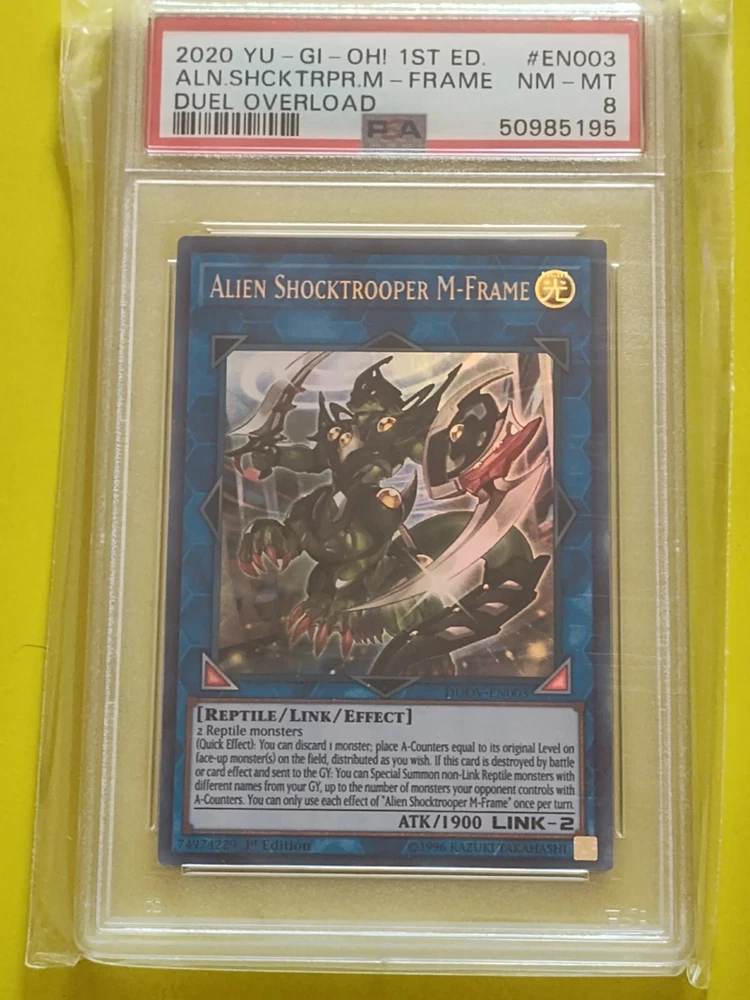 2020 YU-GI-OH! 1ST ED. #EN003
ALN.SHCKTRPR.M-FRAME NM-MT
DUEL OVERLOAD 8
PSA 50985195
ALIEN SHOCKTROOPER M-FRAME 光
DUOV-EN003
[REPTILE/LINK/EFFECT]
2 Reptile monsters
(Quick Effect): You can discard 1 monster; place A-Counters equal to its original Level on
face-up monster(s) on the field, distributed as you wish. If this card is destroyed by battle
or card effect and sent to the GY: You can Special Summon non-Link Reptile monsters with
different names from your GY, up to the number of monsters your opponent controls with
A-Counters. You can only use each effect of "Alien Shocktrooper M-Frame" once per turn.
ATK/1900 LINK-2
74974229 1st Edition ©1996 KAZUKI TAKAHASHI